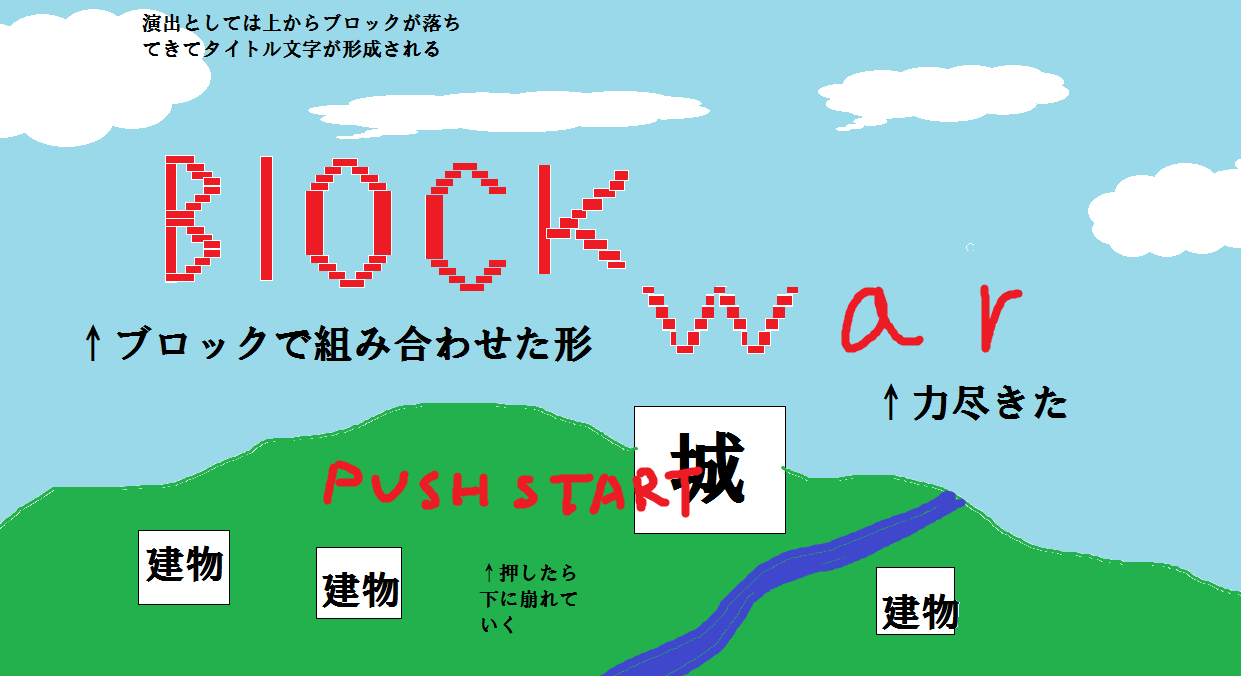 演出としては上からブロックが落ち
てきてタイトル文字が形成される
BlOCK
war
↑ブロックで組み合わせた形
↑力尽きた
城
PUSH START
建物
建物
↑押したら
下に崩れて
いく
建物